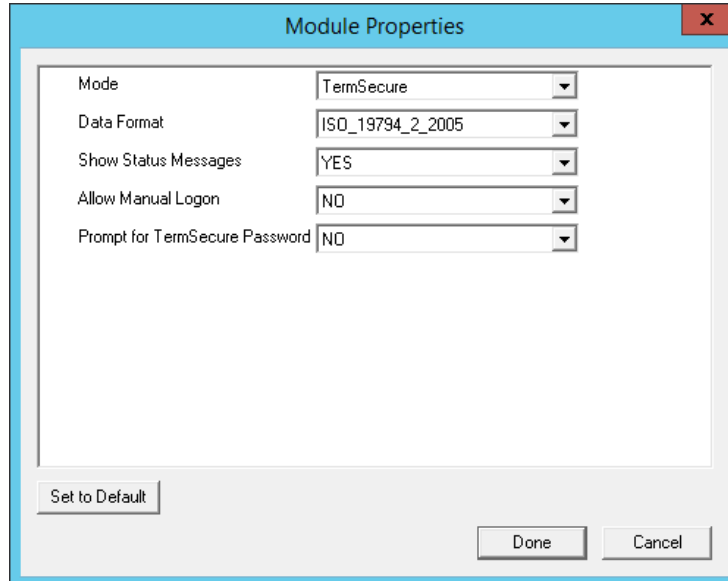 Module Properties
x
Mode TermSecure
Data Format ISO_19794_2_2005
Show Status Messages YES
Allow Manual Logon NO
Prompt for TermSecure Password NO
Set to Default
Done Cancel